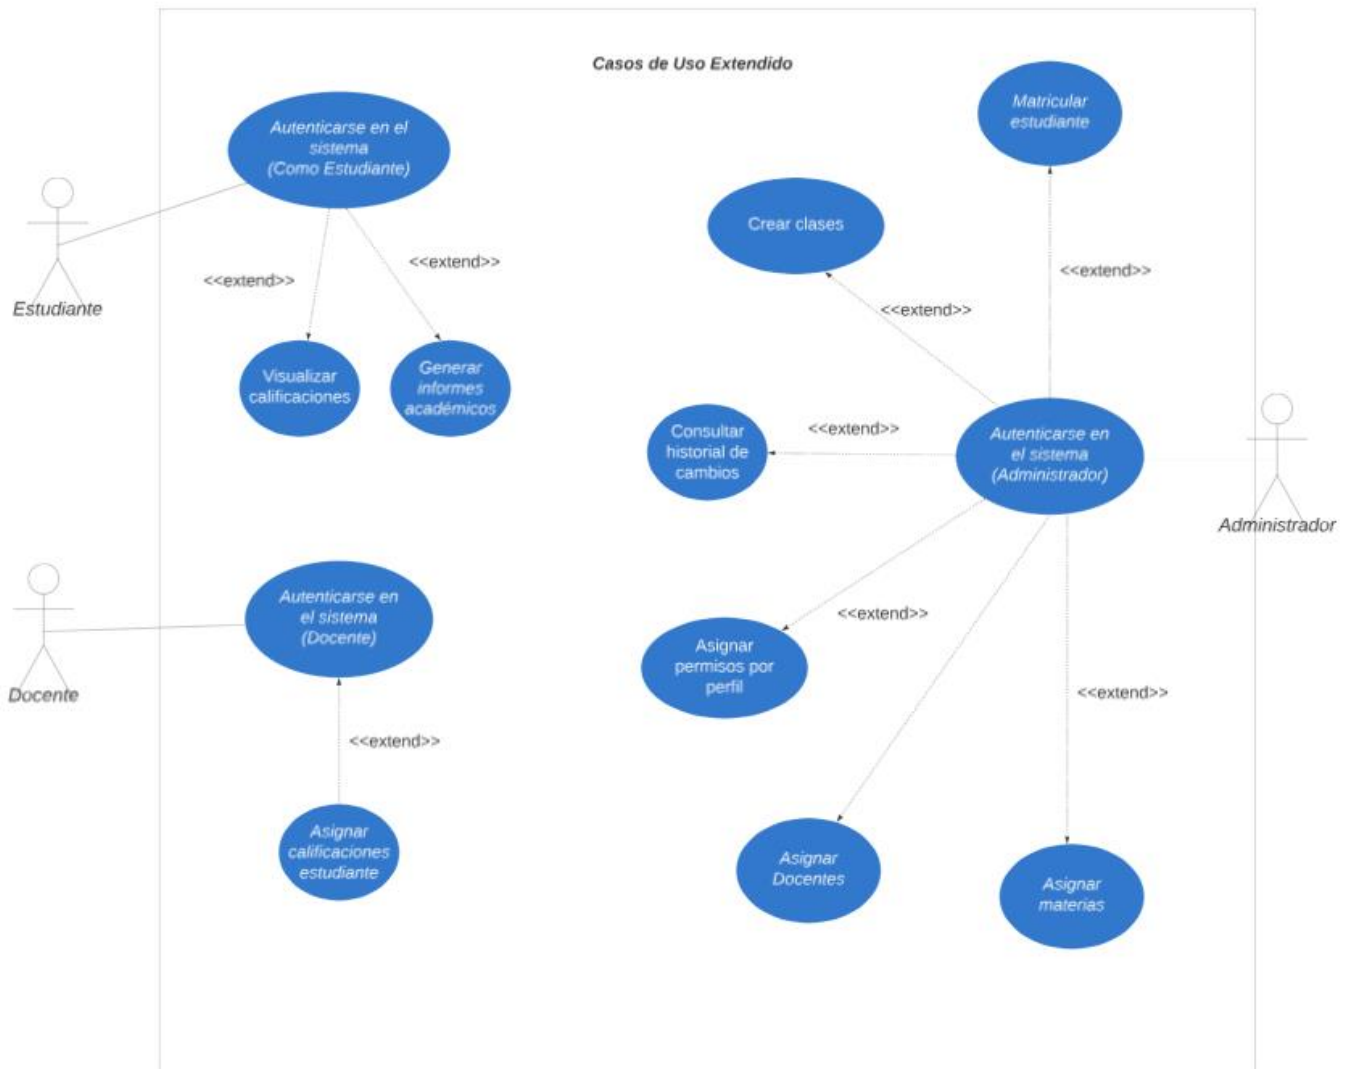 Casos de Uso Extendido
Autenticarse en el
sistema
(Como Estudiante)
Estudiante
<<extend>>
<<extend>>
Visualizar
calificaciones
Generar
informes
académicos
Matricular
estudiante
Crear clases
<<extend>>
<<extend>>
Consultar
historial de
cambios
<<extend>>
Autenticarse en
el sistema
(Administrador)
Administrador
Autenticarse en
el sistema
(Docente)
Docente
<<extend>>
Asignar
calificaciones
estudiante
<<extend>>
Asignar
permisos por
perfil
<<extend>>
Asignar
Docentes
Asignar
materias